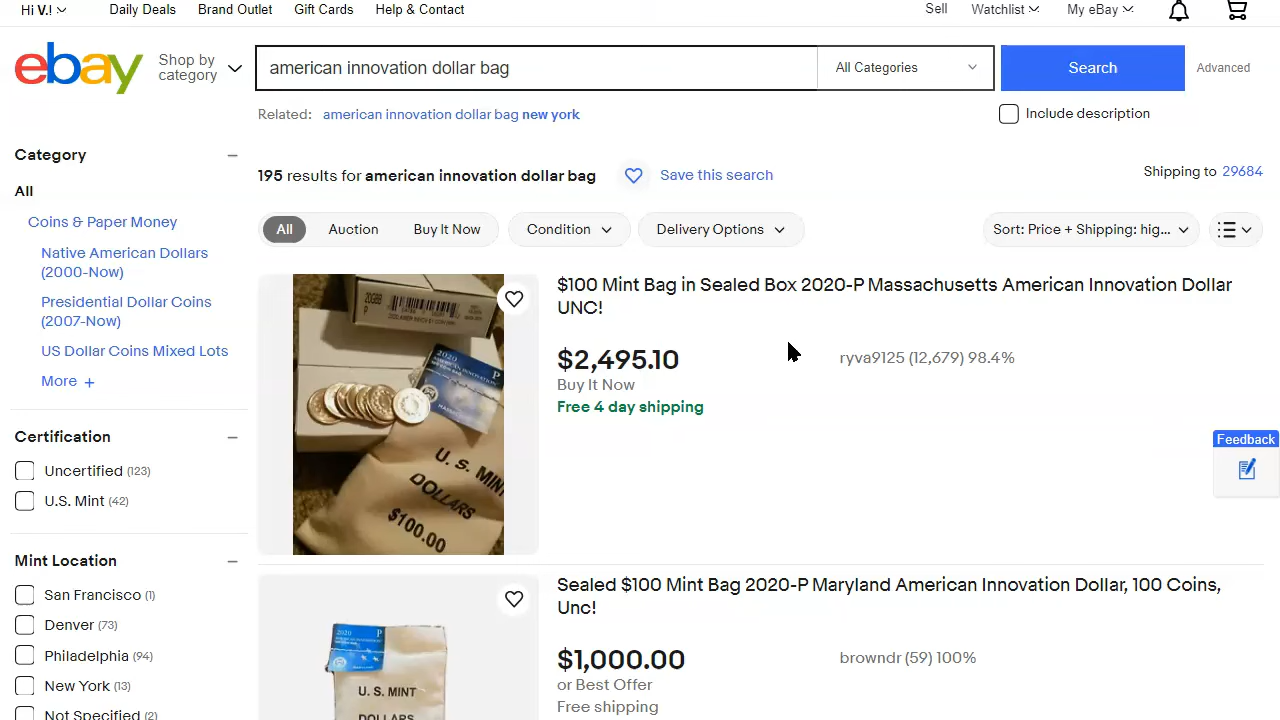 Hi V.!
Daily Deals
Brand Outlet
Gift Cards
Help & Contact
Sell
Watchlist
My eBay
ebay
Shop by
category
american innovation dollar bag
All Categories
Search
Advanced
Related: american innovation dollar bag new york
Include description
Category
All
Coins & Paper Money
Native American Dollars
(2000-Now)
Presidential Dollar Coins
(2007-Now)
US Dollar Coins Mixed Lots
More +
Certification
Uncertified (123)
U.S. Mint (42)
Mint Location
San Francisco (1)
Denver (73)
Philadelphia (94)
New York (13)
Not Specified (2)
195 results for american innovation dollar bag
Save this search
Shipping to 29684
All
Auction
Buy It Now
Condition
Delivery Options
Sort: Price + Shipping: hig...
$100 Mint Bag in Sealed Box 2020-P Massachusetts American Innovation Dollar
UNC!
$2,495.10
Buy It Now
Free 4 day shipping
ryva9125 (12,679) 98.4%
2020 P
U. S. MIN
DOLLARS
$100.00
Sealed $100 Mint Bag 2020-P Maryland American Innovation Dollar, 100 Coins,
Unc!
$1,000.00
or Best Offer
Free shipping
browndr (59) 100%
2020 P
U. S. MINT
DOLLARS
Feedback